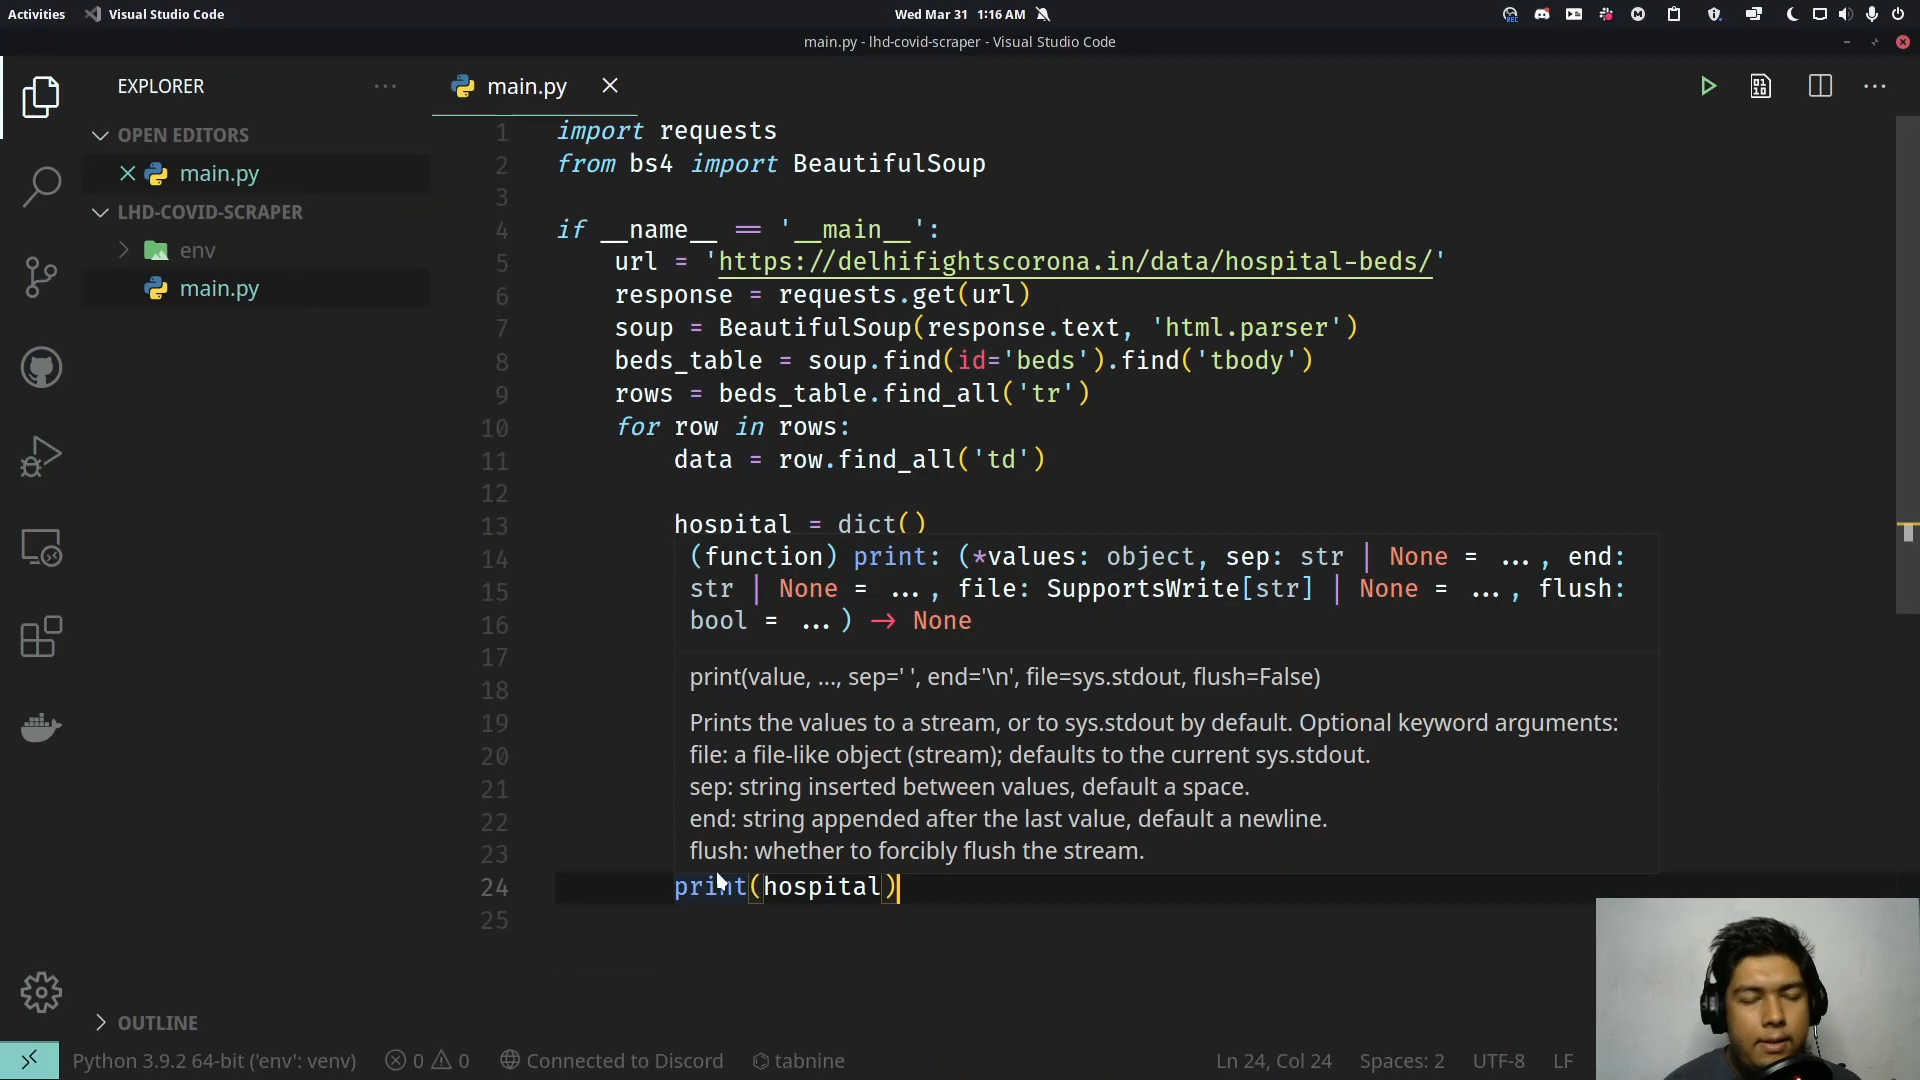 Activities Visual Studio Code Wed Mar 31 1:16 AM
main.py - lhd-covid-scraper - Visual Studio Code
EXPLORER
OPEN EDITORS
main.py
LHD-COVID-SCRAPER
env
main.py
OUTLINE
main.py
1 import requests
2 from bs4 import BeautifulSoup
3
4 if __name__ == '__main__':
5 url = 'https://delhifightscorona.in/data/hospital-beds/'
6 response = requests.get(url)
7 soup = BeautifulSoup(response.text, 'html.parser')
8 beds_table = soup.find(id='beds').find('tbody')
9 rows = beds_table.find_all('tr')
10 for row in rows:
11 data = row.find_all('td')
12
13 hospital = dict()
14
15
16
17
18
19
20
21
22
23
(function) print: (*values: object, sep: str | None = ..., end:
str | None = ..., file: SupportsWrite[str] | None = ..., flush:
bool = ...) → None
print(value, ..., sep=' ', end='\n', file=sys.stdout, flush=False)
Prints the values to a stream, or to sys.stdout by default. Optional keyword arguments:
file: a file-like object (stream); defaults to the current sys.stdout.
sep: string inserted between values, default a space.
end: string appended after the last value, default a newline.
flush: whether to forcibly flush the stream.
24 print(hospital)
25
Python 3.9.2 64-bit ('env': venv) 0 0 Connected to Discord tabnine Ln 24, Col 24 Spaces: 2 UTF-8 LF